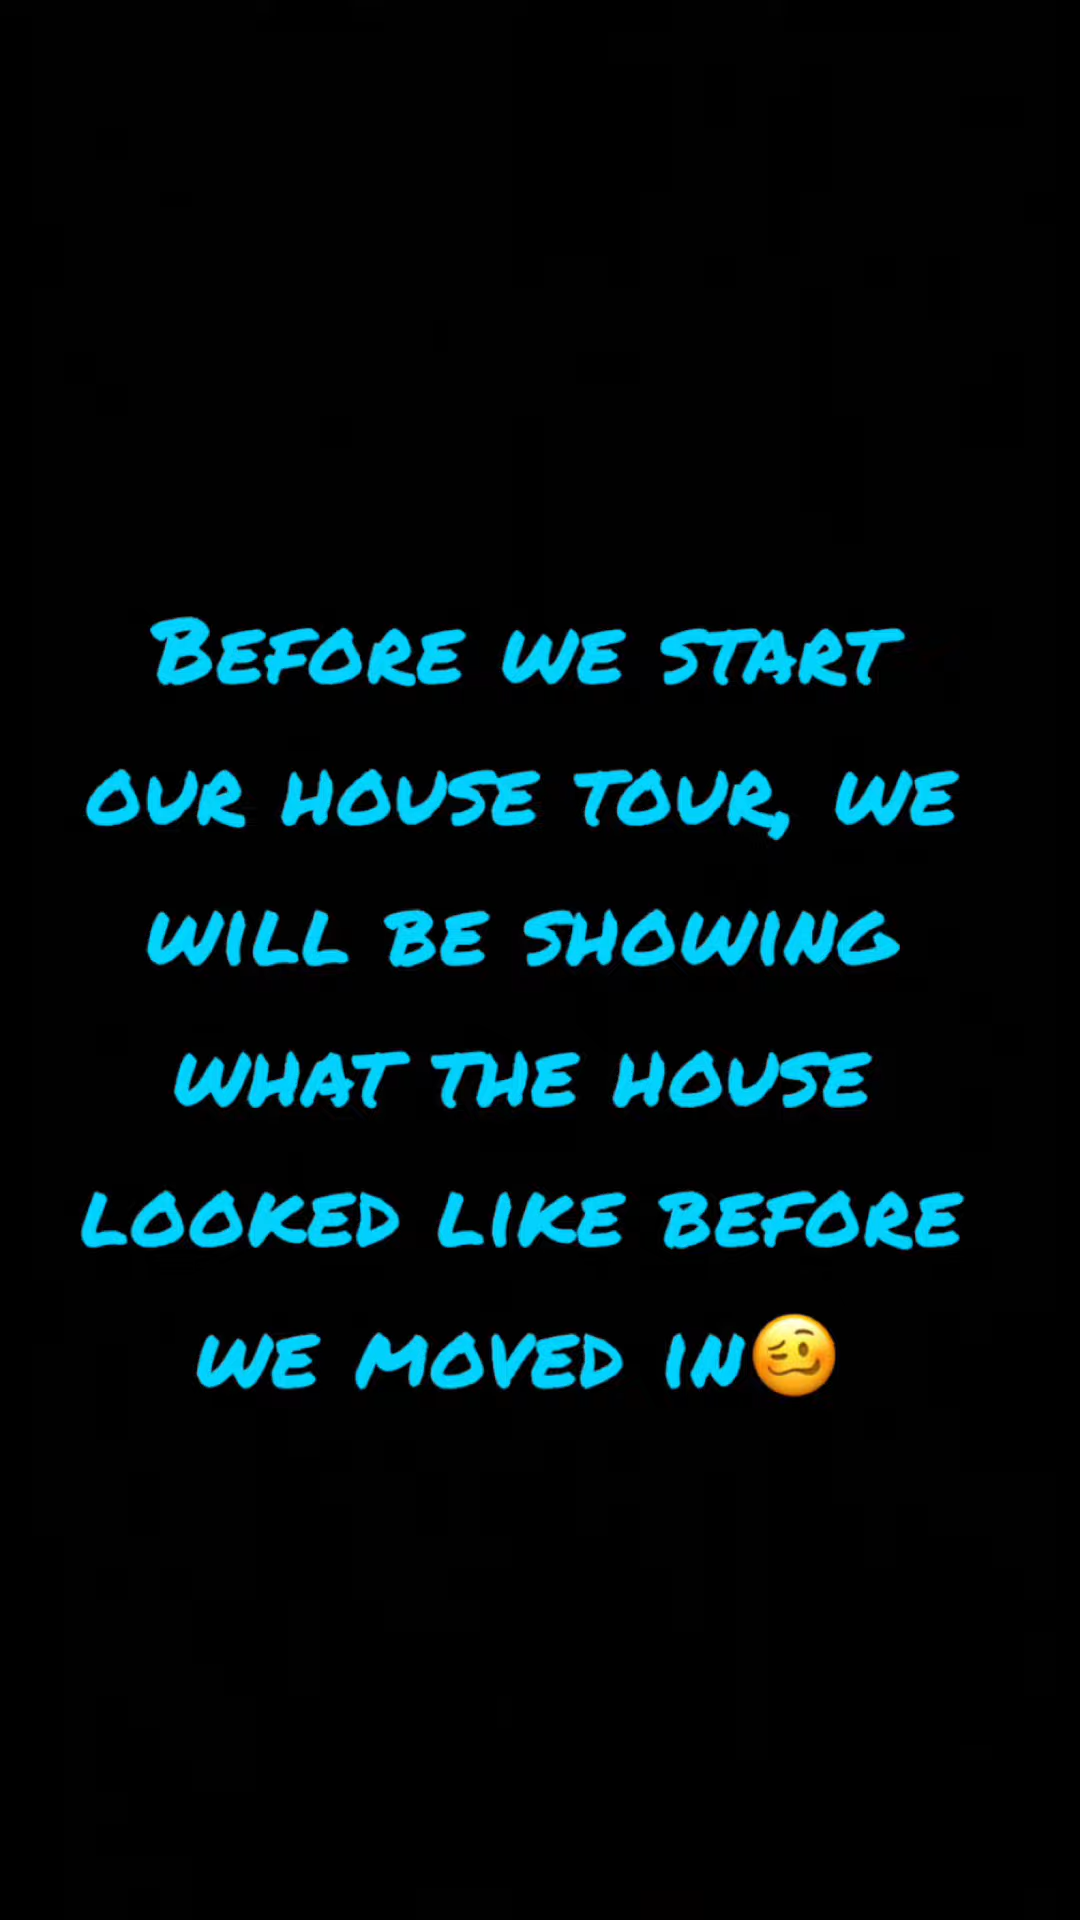 Before we start
our house tour, we
will be showing
what the house
looked like before
we moved in🥴